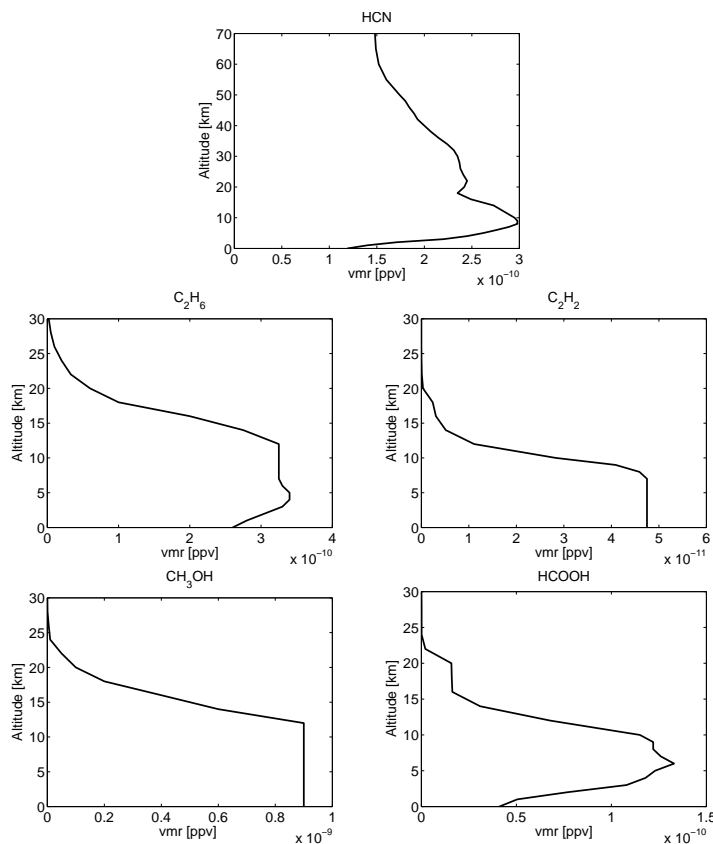 HCN
70
60
50
40
30
20
10
0
Altitude [km]
0 0.5 1 1.5 2 2.5 3
vmr [ppv]
x 10⁻¹⁰
C₂H₆
30
25
20
15
10
5
0
Altitude [km]
0 1 2 3 4
vmr [ppv]
x 10⁻¹⁰
C₂H₂
30
25
20
15
10
5
0
Altitude [km]
0 1 2 3 4 5 6
vmr [ppv]
x 10⁻¹¹
CH₃OH
30
25
20
15
10
5
0
Altitude [km]
0 0.2 0.4 0.6 0.8 1
vmr [ppv]
x 10⁻⁹
HCOOH
30
25
20
15
10
5
0
Altitude [km]
0 0.5 1 1.5
vmr [ppv]
x 10⁻¹⁰